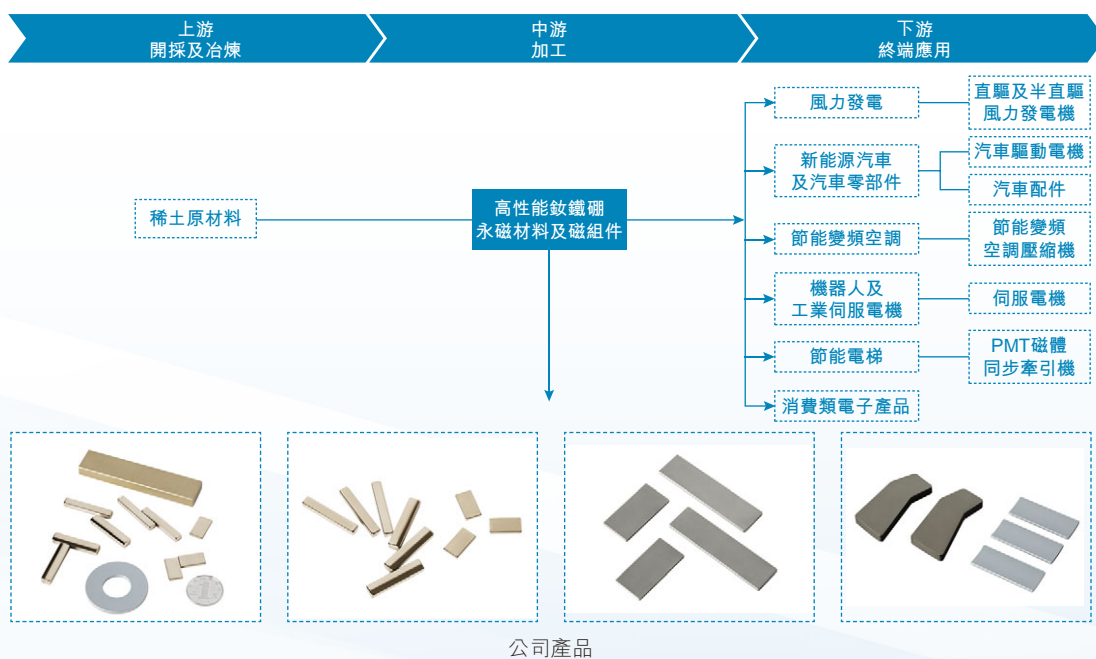 上游
開採及冶煉
中游
加工
下游
終端應用
稀土原材料
高性能釹鐵硼
永磁材料及磁組件
風力發電
直驅及半直驅
風力發電機
新能源汽車
及汽車零部件
汽車驅動電機
汽車配件
節能變頻空調
節能變頻
空調壓縮機
機器人及
工業伺服電機
伺服電機
節能電梯
PMT磁體
同步牽引機
消費類電子產品
公司產品